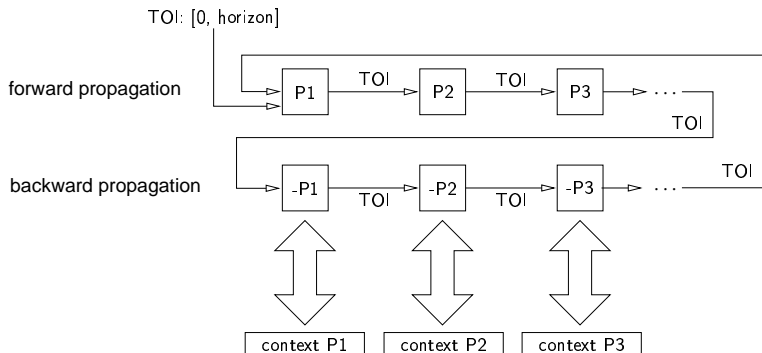 TOI: [0, horizon]
forward propagation
P1 TOI P2 TOI P3 ...
TOI
backward propagation
-P1 TOI -P2 TOI -P3 ... TOI
context P1 context P2 context P3